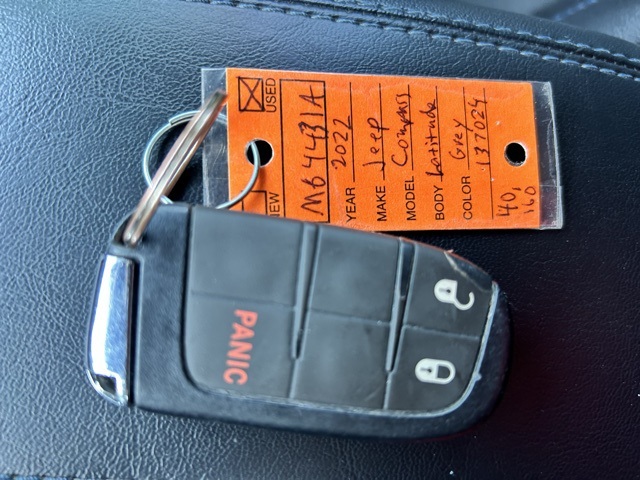 USED
NEW
M64431A
YEAR 2022
MAKE Jeep
MODEL Compass
BODY Latitude
COLOR Grey
137024
40,160
PANIC